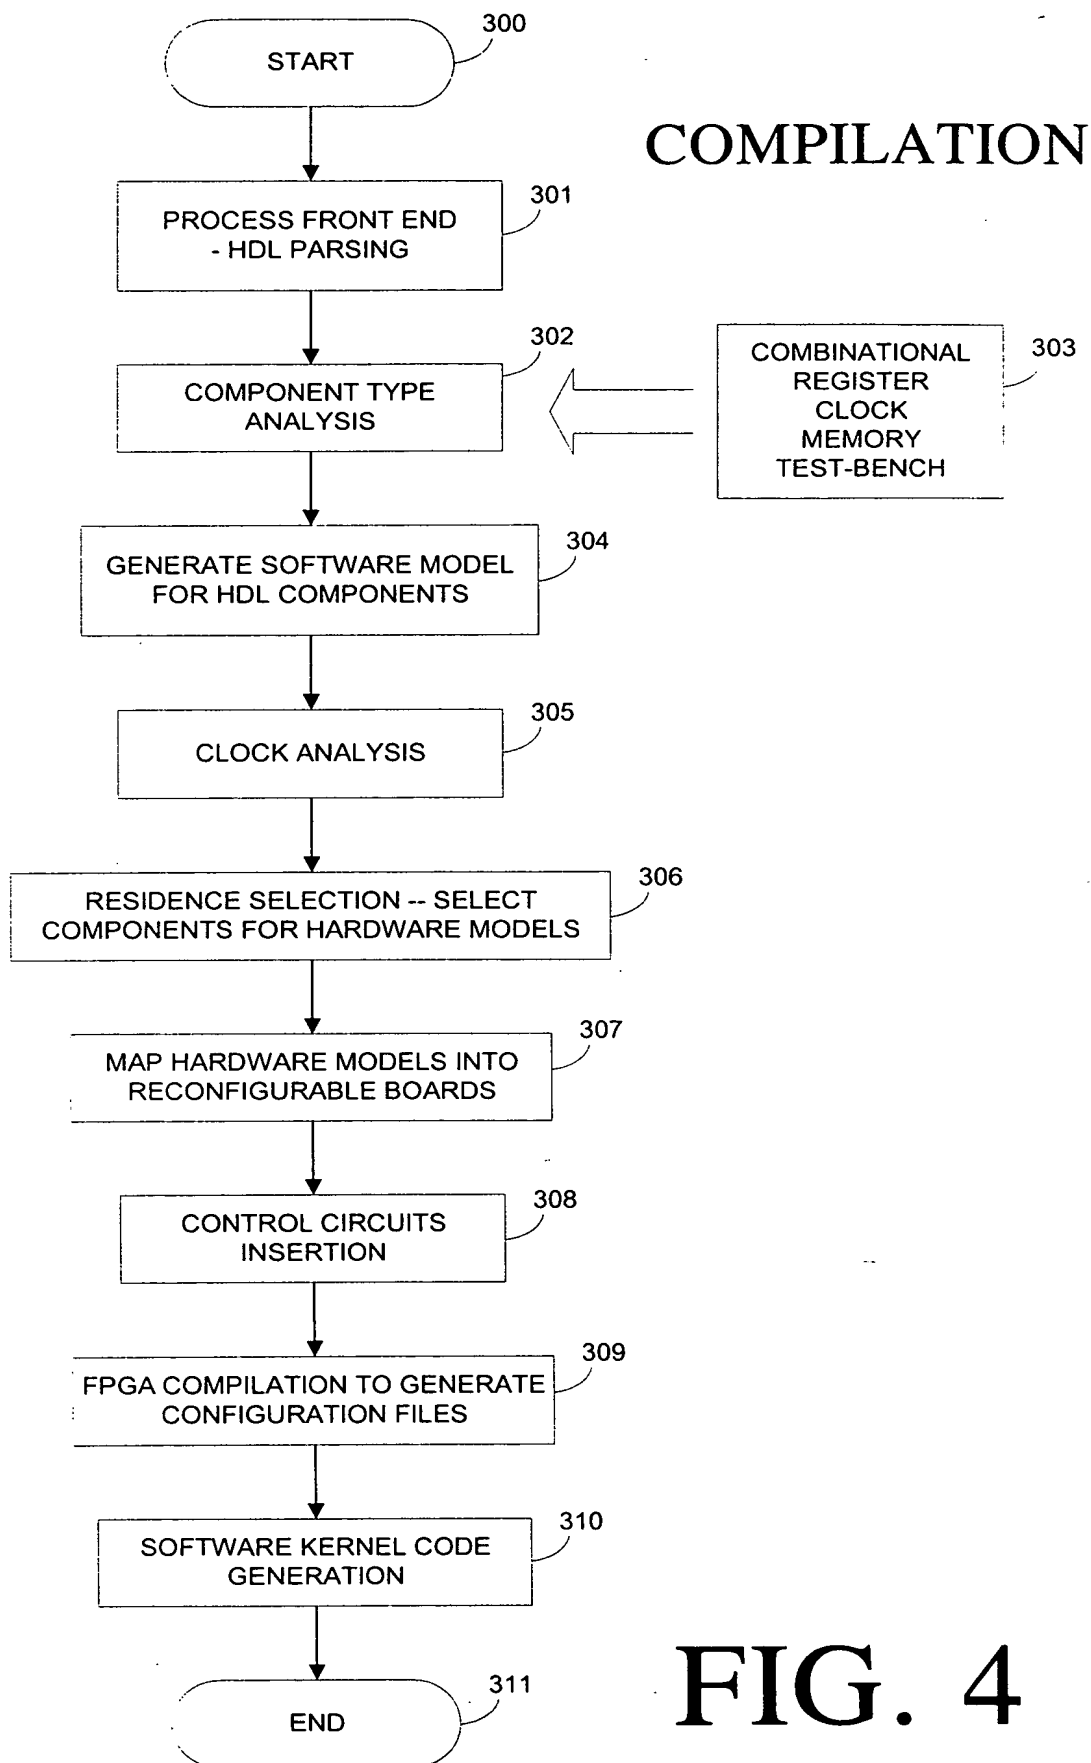 300
START
COMPILATION
301
PROCESS FRONT END
- HDL PARSING
302
COMPONENT TYPE
ANALYSIS
303
COMBINATIONAL
REGISTER
CLOCK
MEMORY
TEST-BENCH
304
GENERATE SOFTWARE MODEL
FOR HDL COMPONENTS
305
CLOCK ANALYSIS
306
RESIDENCE SELECTION -- SELECT
COMPONENTS FOR HARDWARE MODELS
307
MAP HARDWARE MODELS INTO
RECONFIGURABLE BOARDS
308
CONTROL CIRCUITS
INSERTION
309
FPGA COMPILATION TO GENERATE
CONFIGURATION FILES
310
SOFTWARE KERNEL CODE
GENERATION
311
END
FIG. 4